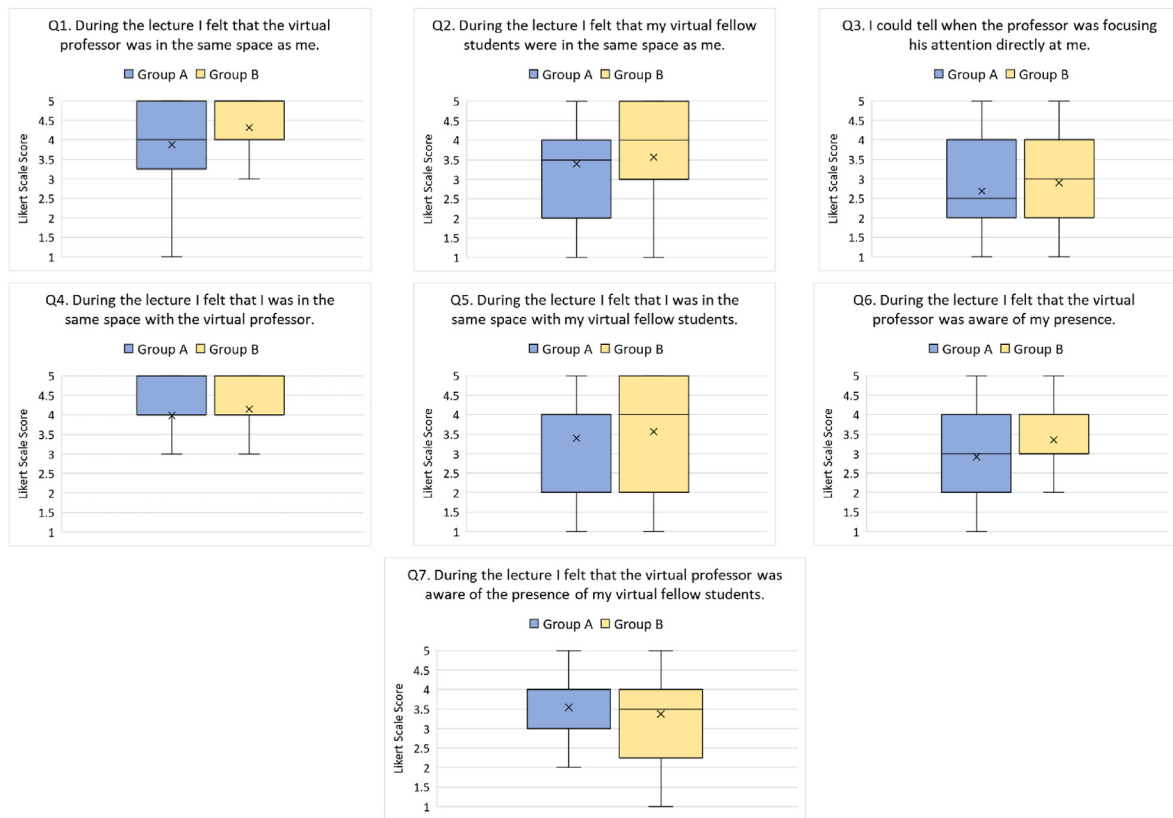 Q1. During the lecture I felt that the virtual
professor was in the same space as me.
Group A Group B
Likert Scale Score
5
4.5
4
3.5
3
2.5
2
1.5
1
Q2. During the lecture I felt that my virtual fellow
students were in the same space as me.
Group A Group B
Likert Scale Score
5
4.5
4
3.5
3
2.5
2
1.5
1
Q3. I could tell when the professor was focusing
his attention directly at me.
Group A Group B
Likert Scale Score
5
4.5
4
3.5
3
2.5
2
1.5
1
Q4. During the lecture I felt that I was in the
same space with the virtual professor.
Group A Group B
Likert Scale Score
5
4.5
4
3.5
3
2.5
2
1.5
1
Q5. During the lecture I felt that I was in the
same space with my virtual fellow students.
Group A Group B
Likert Scale Score
5
4.5
4
3.5
3
2.5
2
1.5
1
Q6. During the lecture I felt that the virtual
professor was aware of my presence.
Group A Group B
Likert Scale Score
5
4.5
4
3.5
3
2.5
2
1.5
1
Q7. During the lecture I felt that the virtual professor was
aware of the presence of my virtual fellow students.
Group A Group B
Likert Scale Score
5
4.5
4
3.5
3
2.5
2
1.5
1